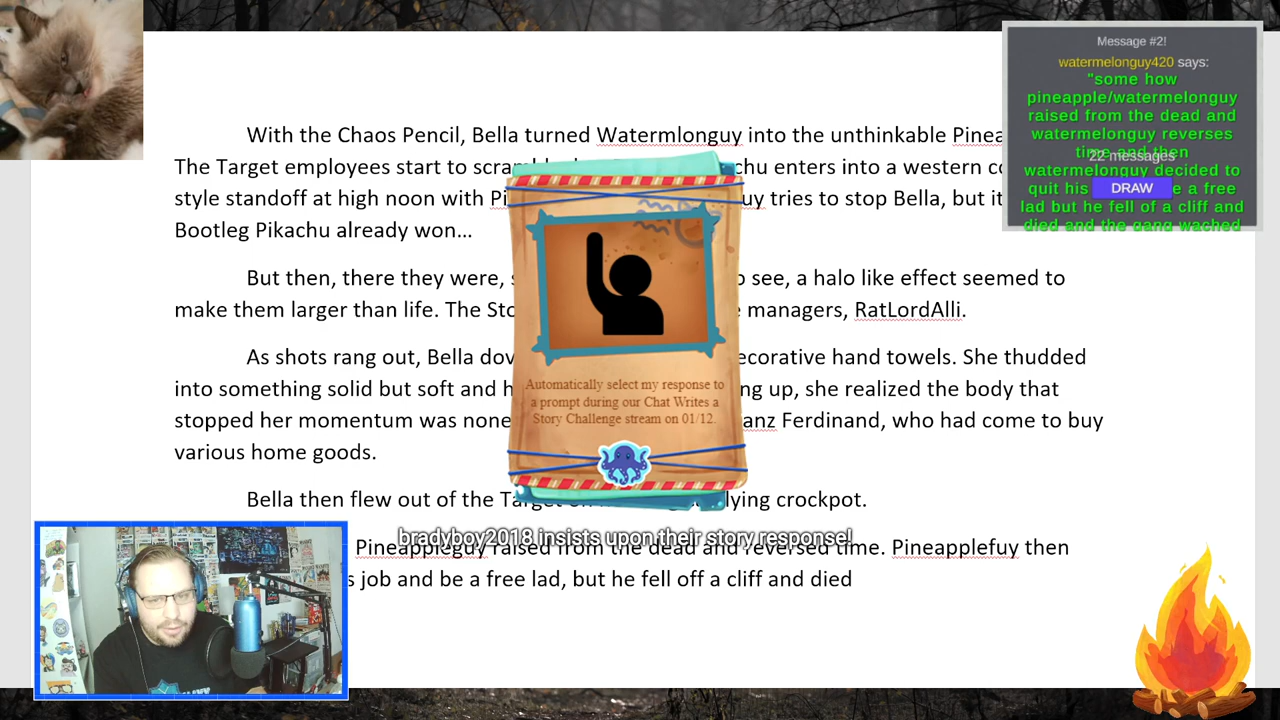 With the Chaos Pencil, Bella turned Watermlonguy into the unthinkable Pinea
The Target employees start to scra chu enters into a western co
style standoff at high noon with Pi uy tries to stop Bella, but it
Bootleg Pikachu already won…
But then, there they were, s o see, a halo like effect seemed to
make them larger than life. The Sto managers, RatLordAlli.
As shots rang out, Bella dov ecorative hand towels. She thudded
into something solid but soft and h ng up, she realized the body that
stopped her momentum was none anz Ferdinand, who had come to buy
various home goods.
Bella then flew out of the Target lying crockpot.
Pineappleguy raised from the dead and reversed time. Pineapplefuy then
s job and be a free lad, but he fell off a cliff and died
Message #2!
watermelonguy420 says:
"some how
pineapple/watermelonguy
raised from the dead and
watermelonguy reverses
time and then
22 messages
watermelonguy decided to
quit his DRAW e a free
lad but he fell of a cliff and
died and the gang wached
Automatically select my response to
a prompt during our Chat Writes a
Story Challenge stream on 01/12.
bradyboy2018 insists upon their story response!